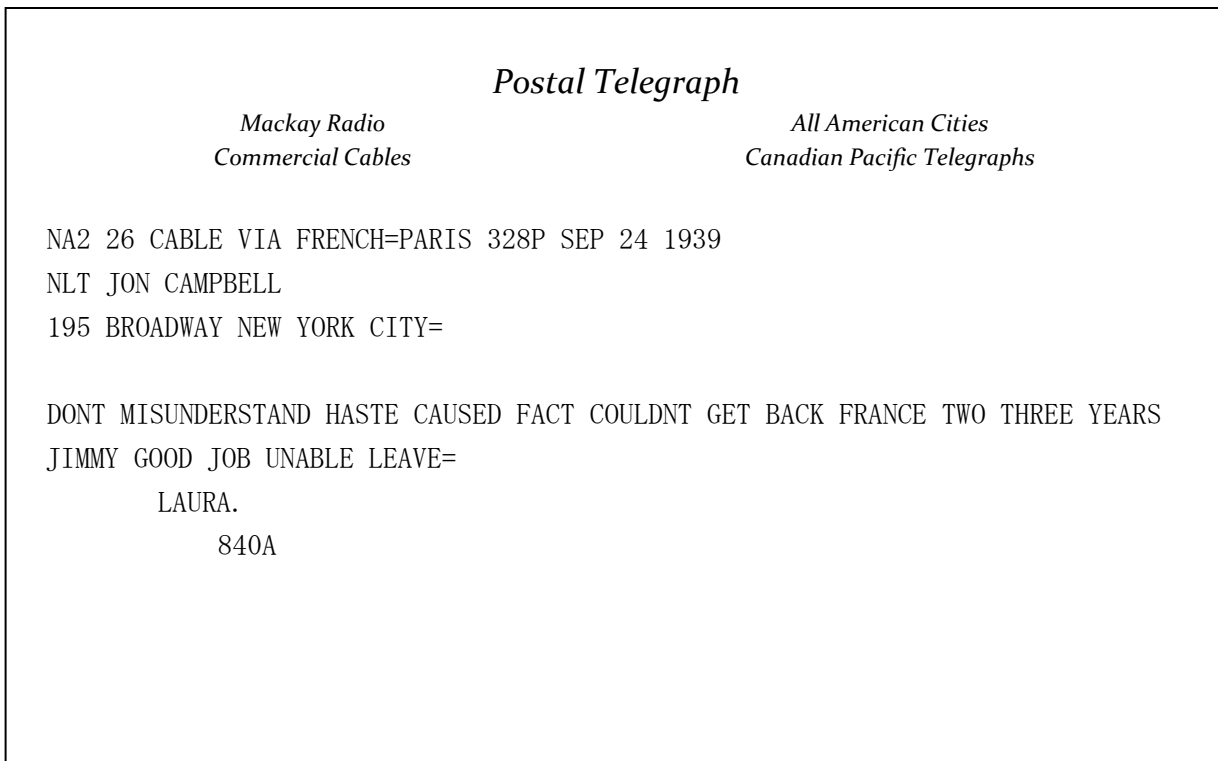 Postal Telegraph
Mackay Radio
Commercial Cables
All American Cities
Canadian Pacific Telegraphs
NA2 26 CABLE VIA FRENCH=PARIS 328P SEP 24 1939
NLT JON CAMPBELL
195 BROADWAY NEW YORK CITY=
DONT MISUNDERSTAND HASTE CAUSED FACT COULDNT GET BACK FRANCE TWO THREE YEARS
JIMMY GOOD JOB UNABLE LEAVE=
LAURA.
840A